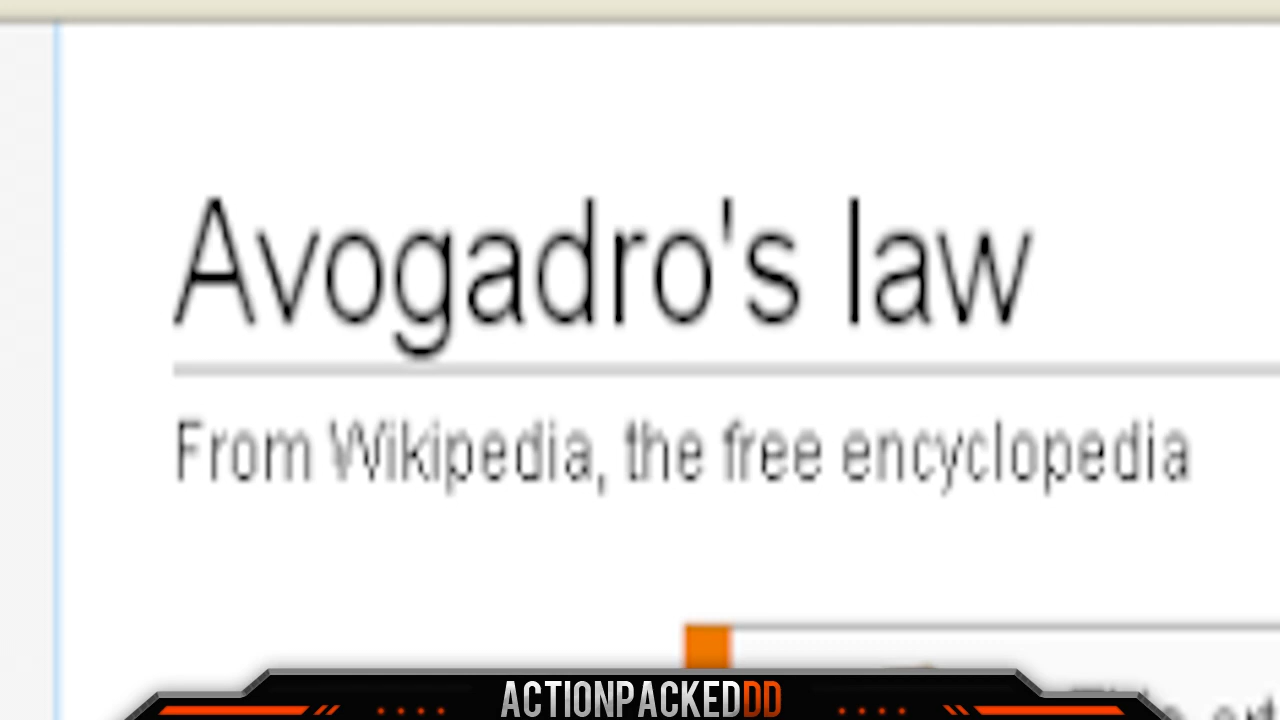 Avogadro's law
From Wikipedia, the free encyclopedia
ACTIONPACKEDDD